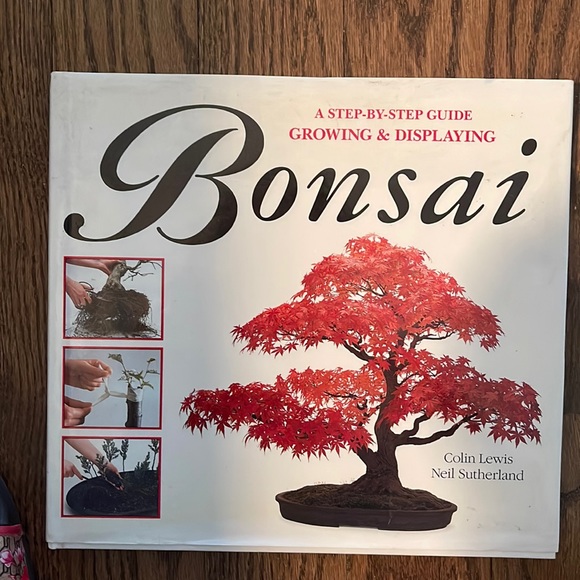 A STEP-BY-STEP GUIDE
GROWING & DISPLAYING
Bonsai
Colin Lewis
Neil Sutherland